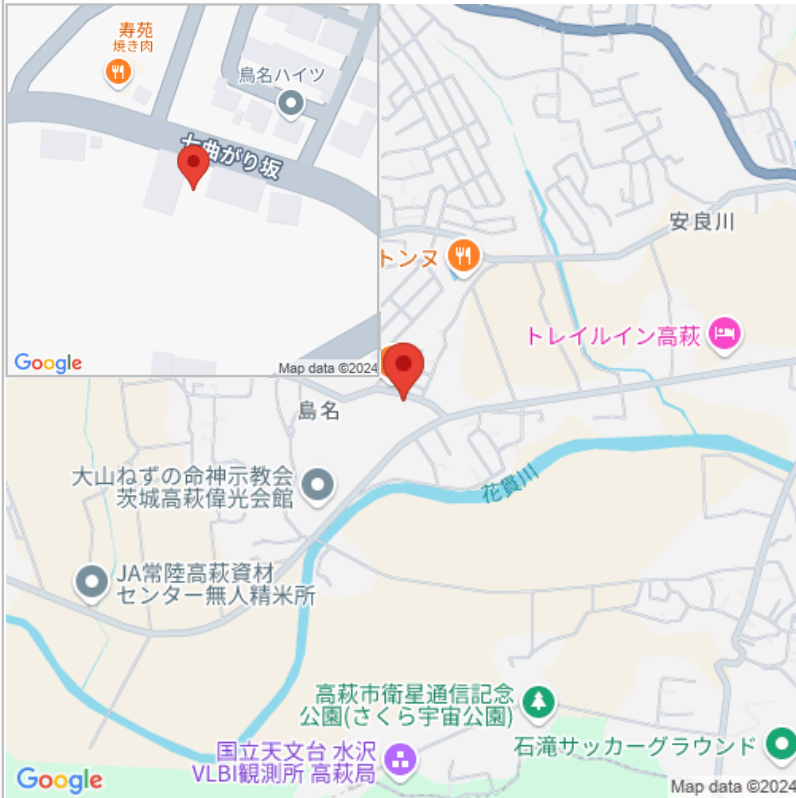 寿苑
焼き肉
鳥名ハイツ
七曲がり坂
Google
Map data ©2024
安良川
トンヌ
トレイルイン高萩
島名
大山ねずの命神示教会
茨城高萩偉光会館
花貫川
JA常陸高萩資材
センター無人精米所
高萩市衛星通信記念
公園(さくら宇宙公園)
国立天文台 水沢
VLBI観測所 高萩局
石滝サッカーグラウンド
Google
Map data ©2024